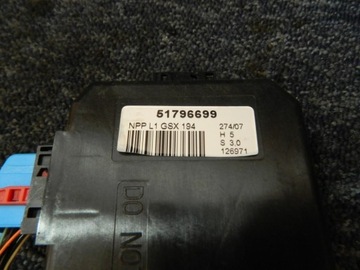 51796699
NPP L1 GSX 194
274/07
H 5
S 3.0
126971
DO NO